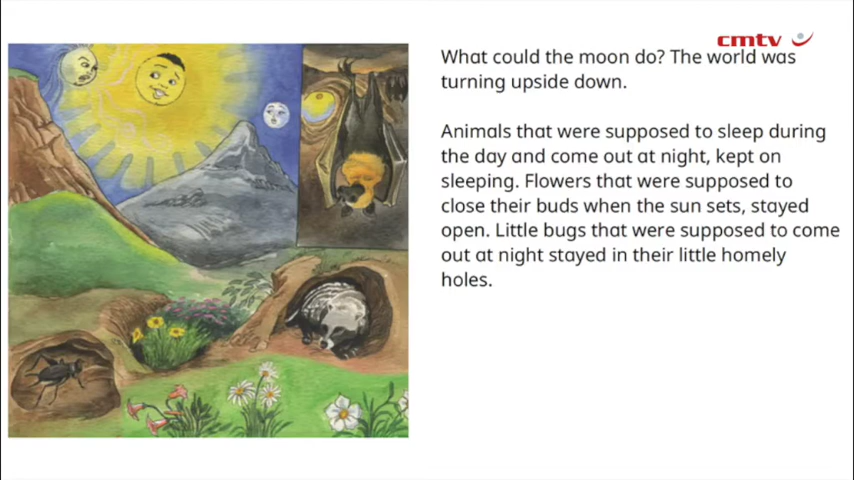 cmtv
What could the moon do? The world was
turning upside down.
Animals that were supposed to sleep during
the day and come out at night, kept on
sleeping. Flowers that were supposed to
close their buds when the sun sets, stayed
open. Little bugs that were supposed to come
out at night stayed in their little homely
holes.